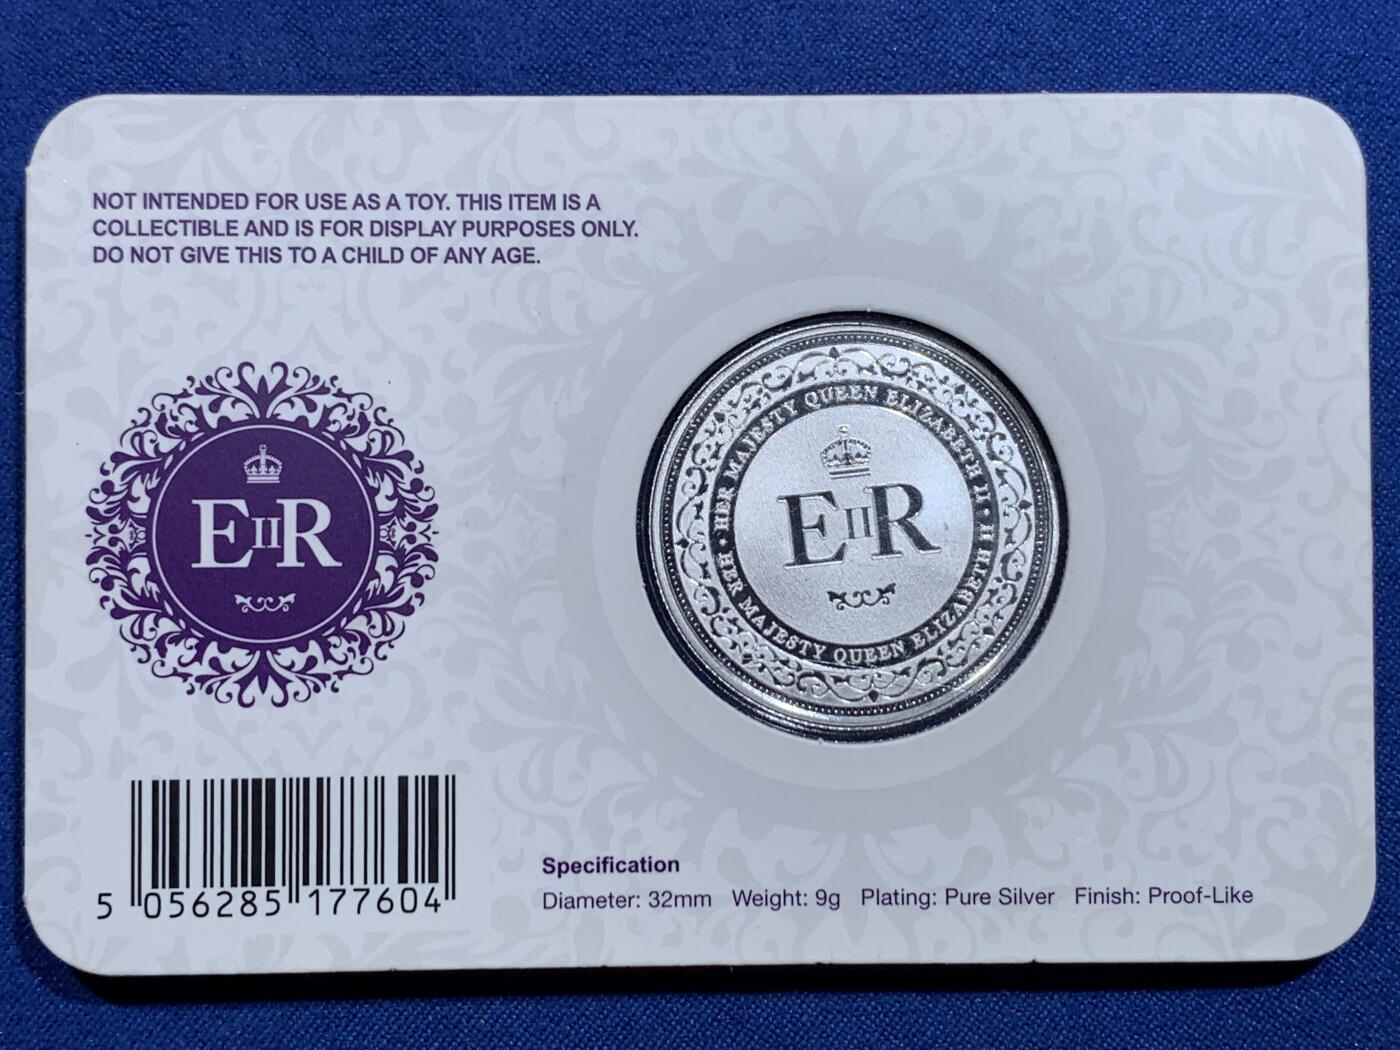 NOT INTENDED FOR USE AS A TOY. THIS ITEM IS A
COLLECTIBLE AND IS FOR DISPLAY PURPOSES ONLY.
DO NOT GIVE THIS TO A CHILD OF ANY AGE.
EIIR
HER MAJESTY QUEEN ELIZABETH II
EIIR
HER MAJESTY QUEEN ELIZABETH II
5 056285 177604
Specification
Diameter: 32mm Weight: 9g Plating: Pure Silver Finish: Proof-Like